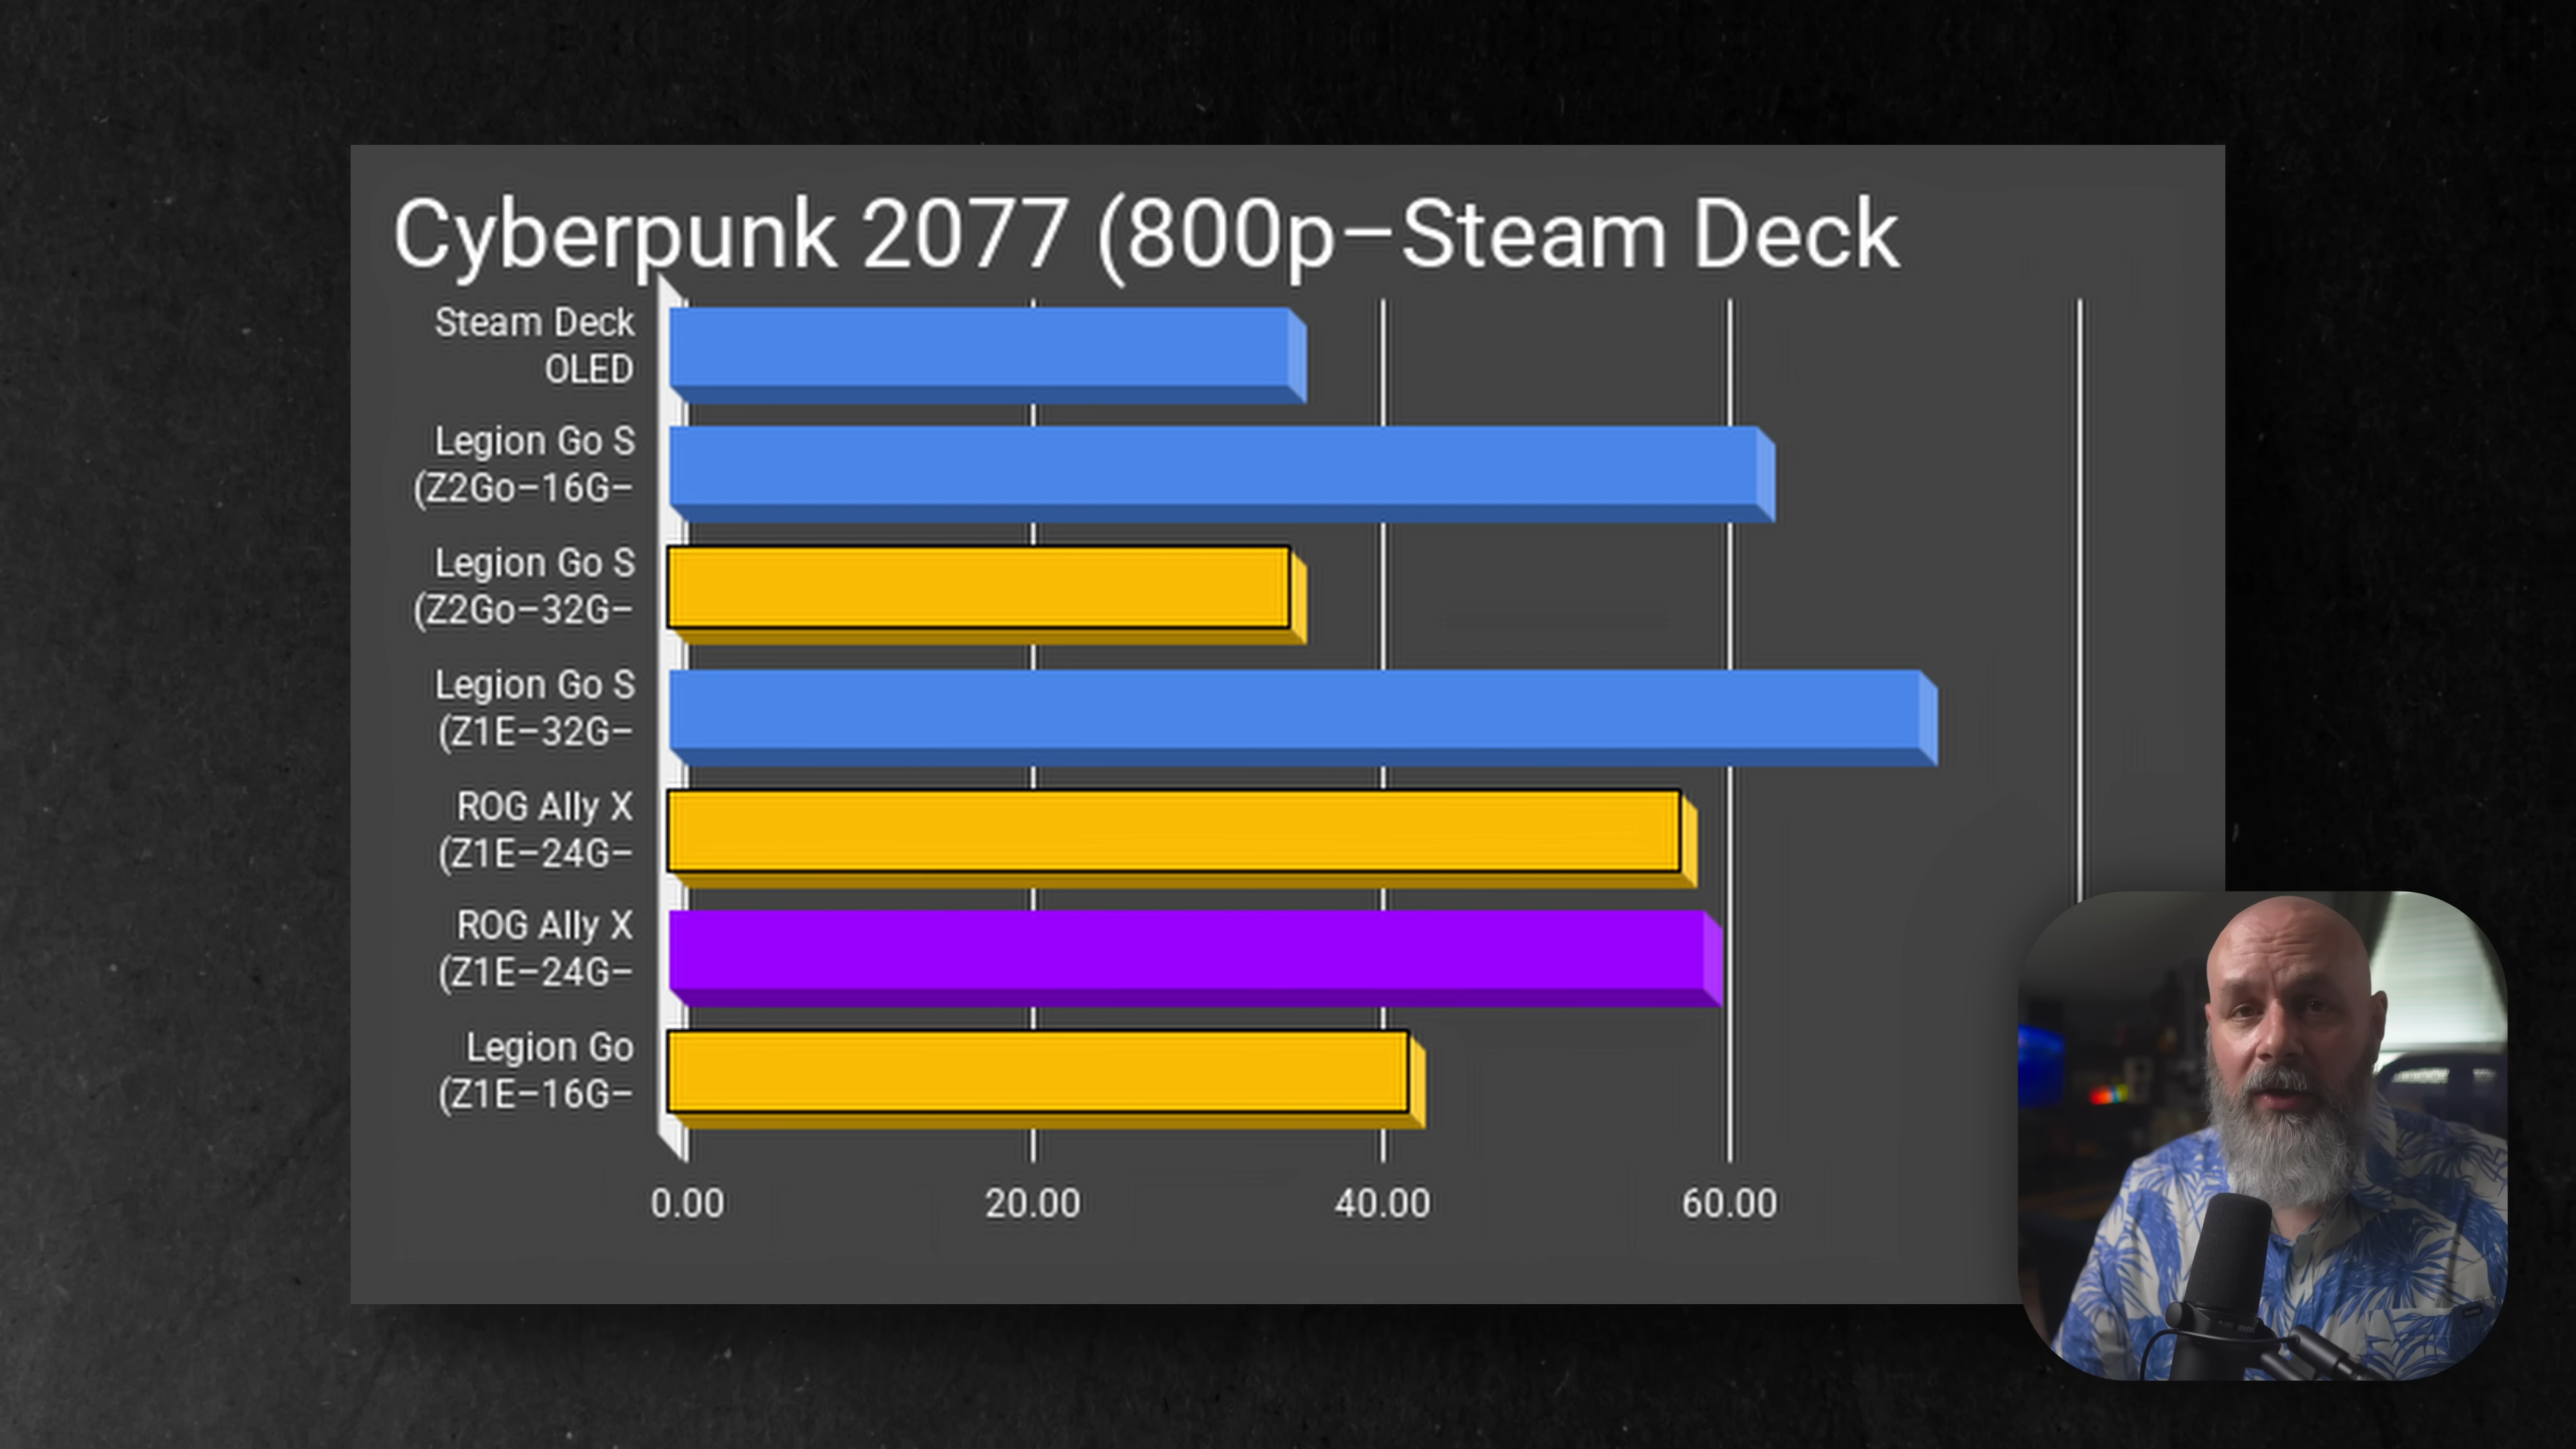 Cyberpunk 2077 (800p–Steam Deck
Steam Deck
OLED
Legion Go S
(Z2Go–16G–
Legion Go S
(Z2Go–32G–
Legion Go S
(Z1E–32G–
ROG Ally X
(Z1E–24G–
ROG Ally X
(Z1E–24G–
Legion Go
(Z1E–16G–
0.00 20.00 40.00 60.00